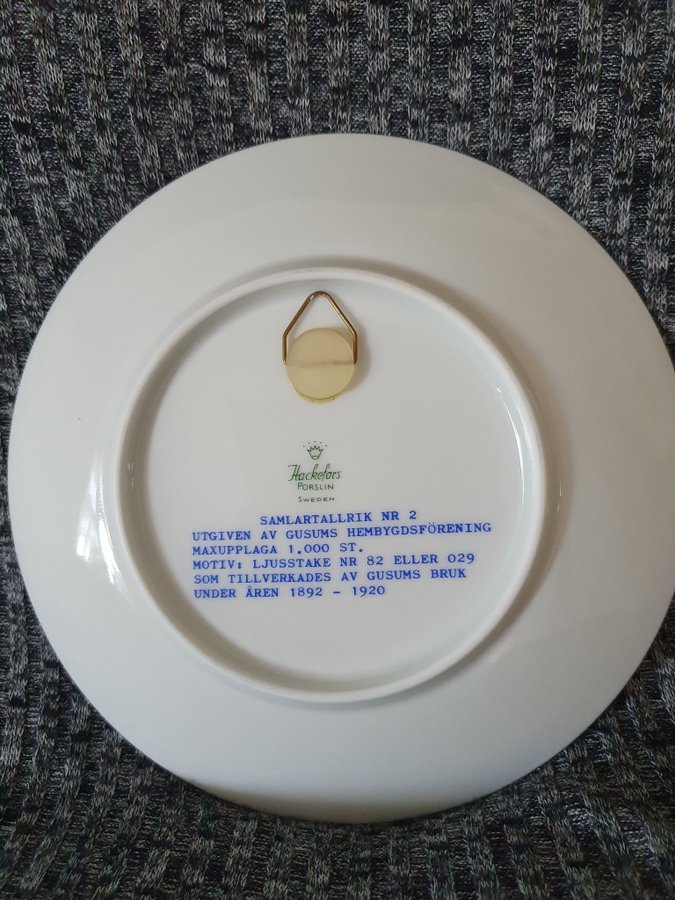 Hackefors
PORSLIN
SWEDEN
SAMLARTALLRIK NR 2
UTGIVEN AV GUSUMS HEMBYGDSFÖRENING
MAXUPPLAGA 1.000 ST.
MOTIV: LJUSSTAKE NR 82 ELLER 029
SOM TILLVERKADES AV GUSUMS BRUK
UNDER ÅREN 1892 - 1920